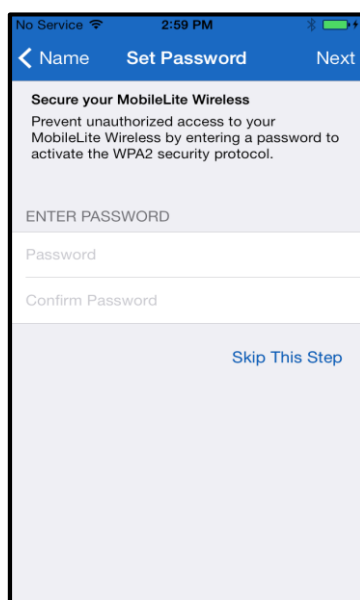 No Service 2:59 PM
Name Set Password Next
Secure your MobileLite Wireless
Prevent unauthorized access to your
MobileLite Wireless by entering a password to
activate the WPA2 security protocol.
ENTER PASSWORD
Password
Confirm Password
Skip This Step